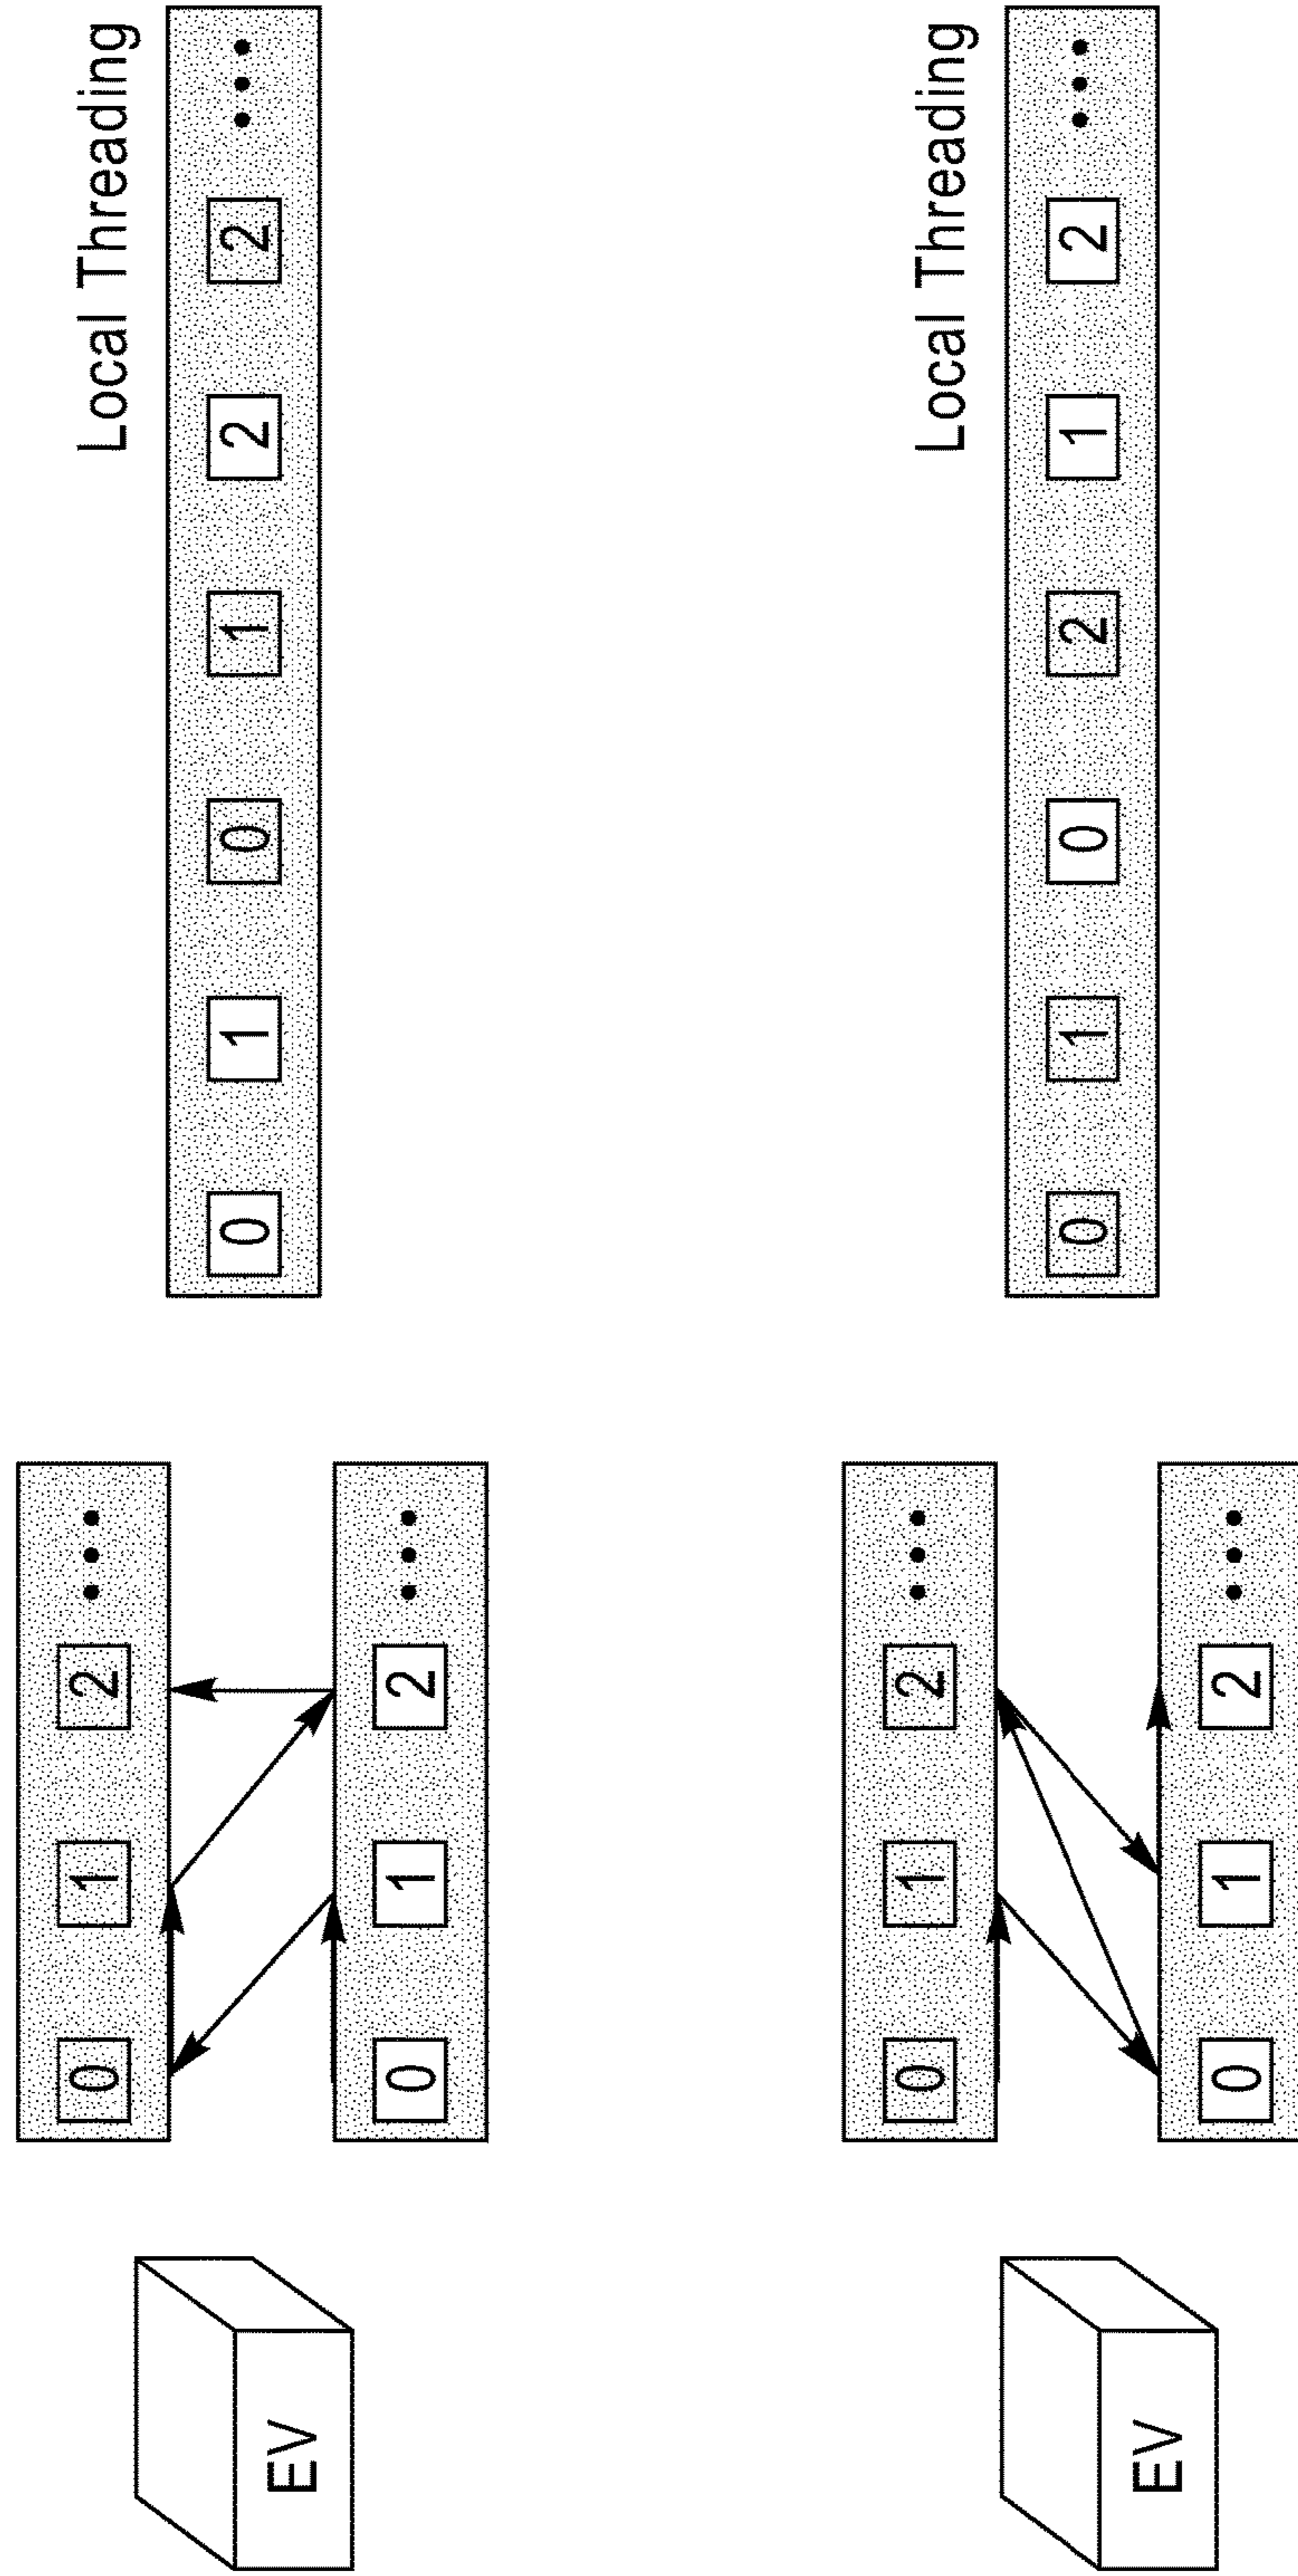 EV
0 1 2 •••
0 1 2 •••
Local Threading
0 1 0 1 2 2 •••
EV
0 1 2 •••
0 1 2 •••
Local Threading
0 1 0 2 1 2 •••